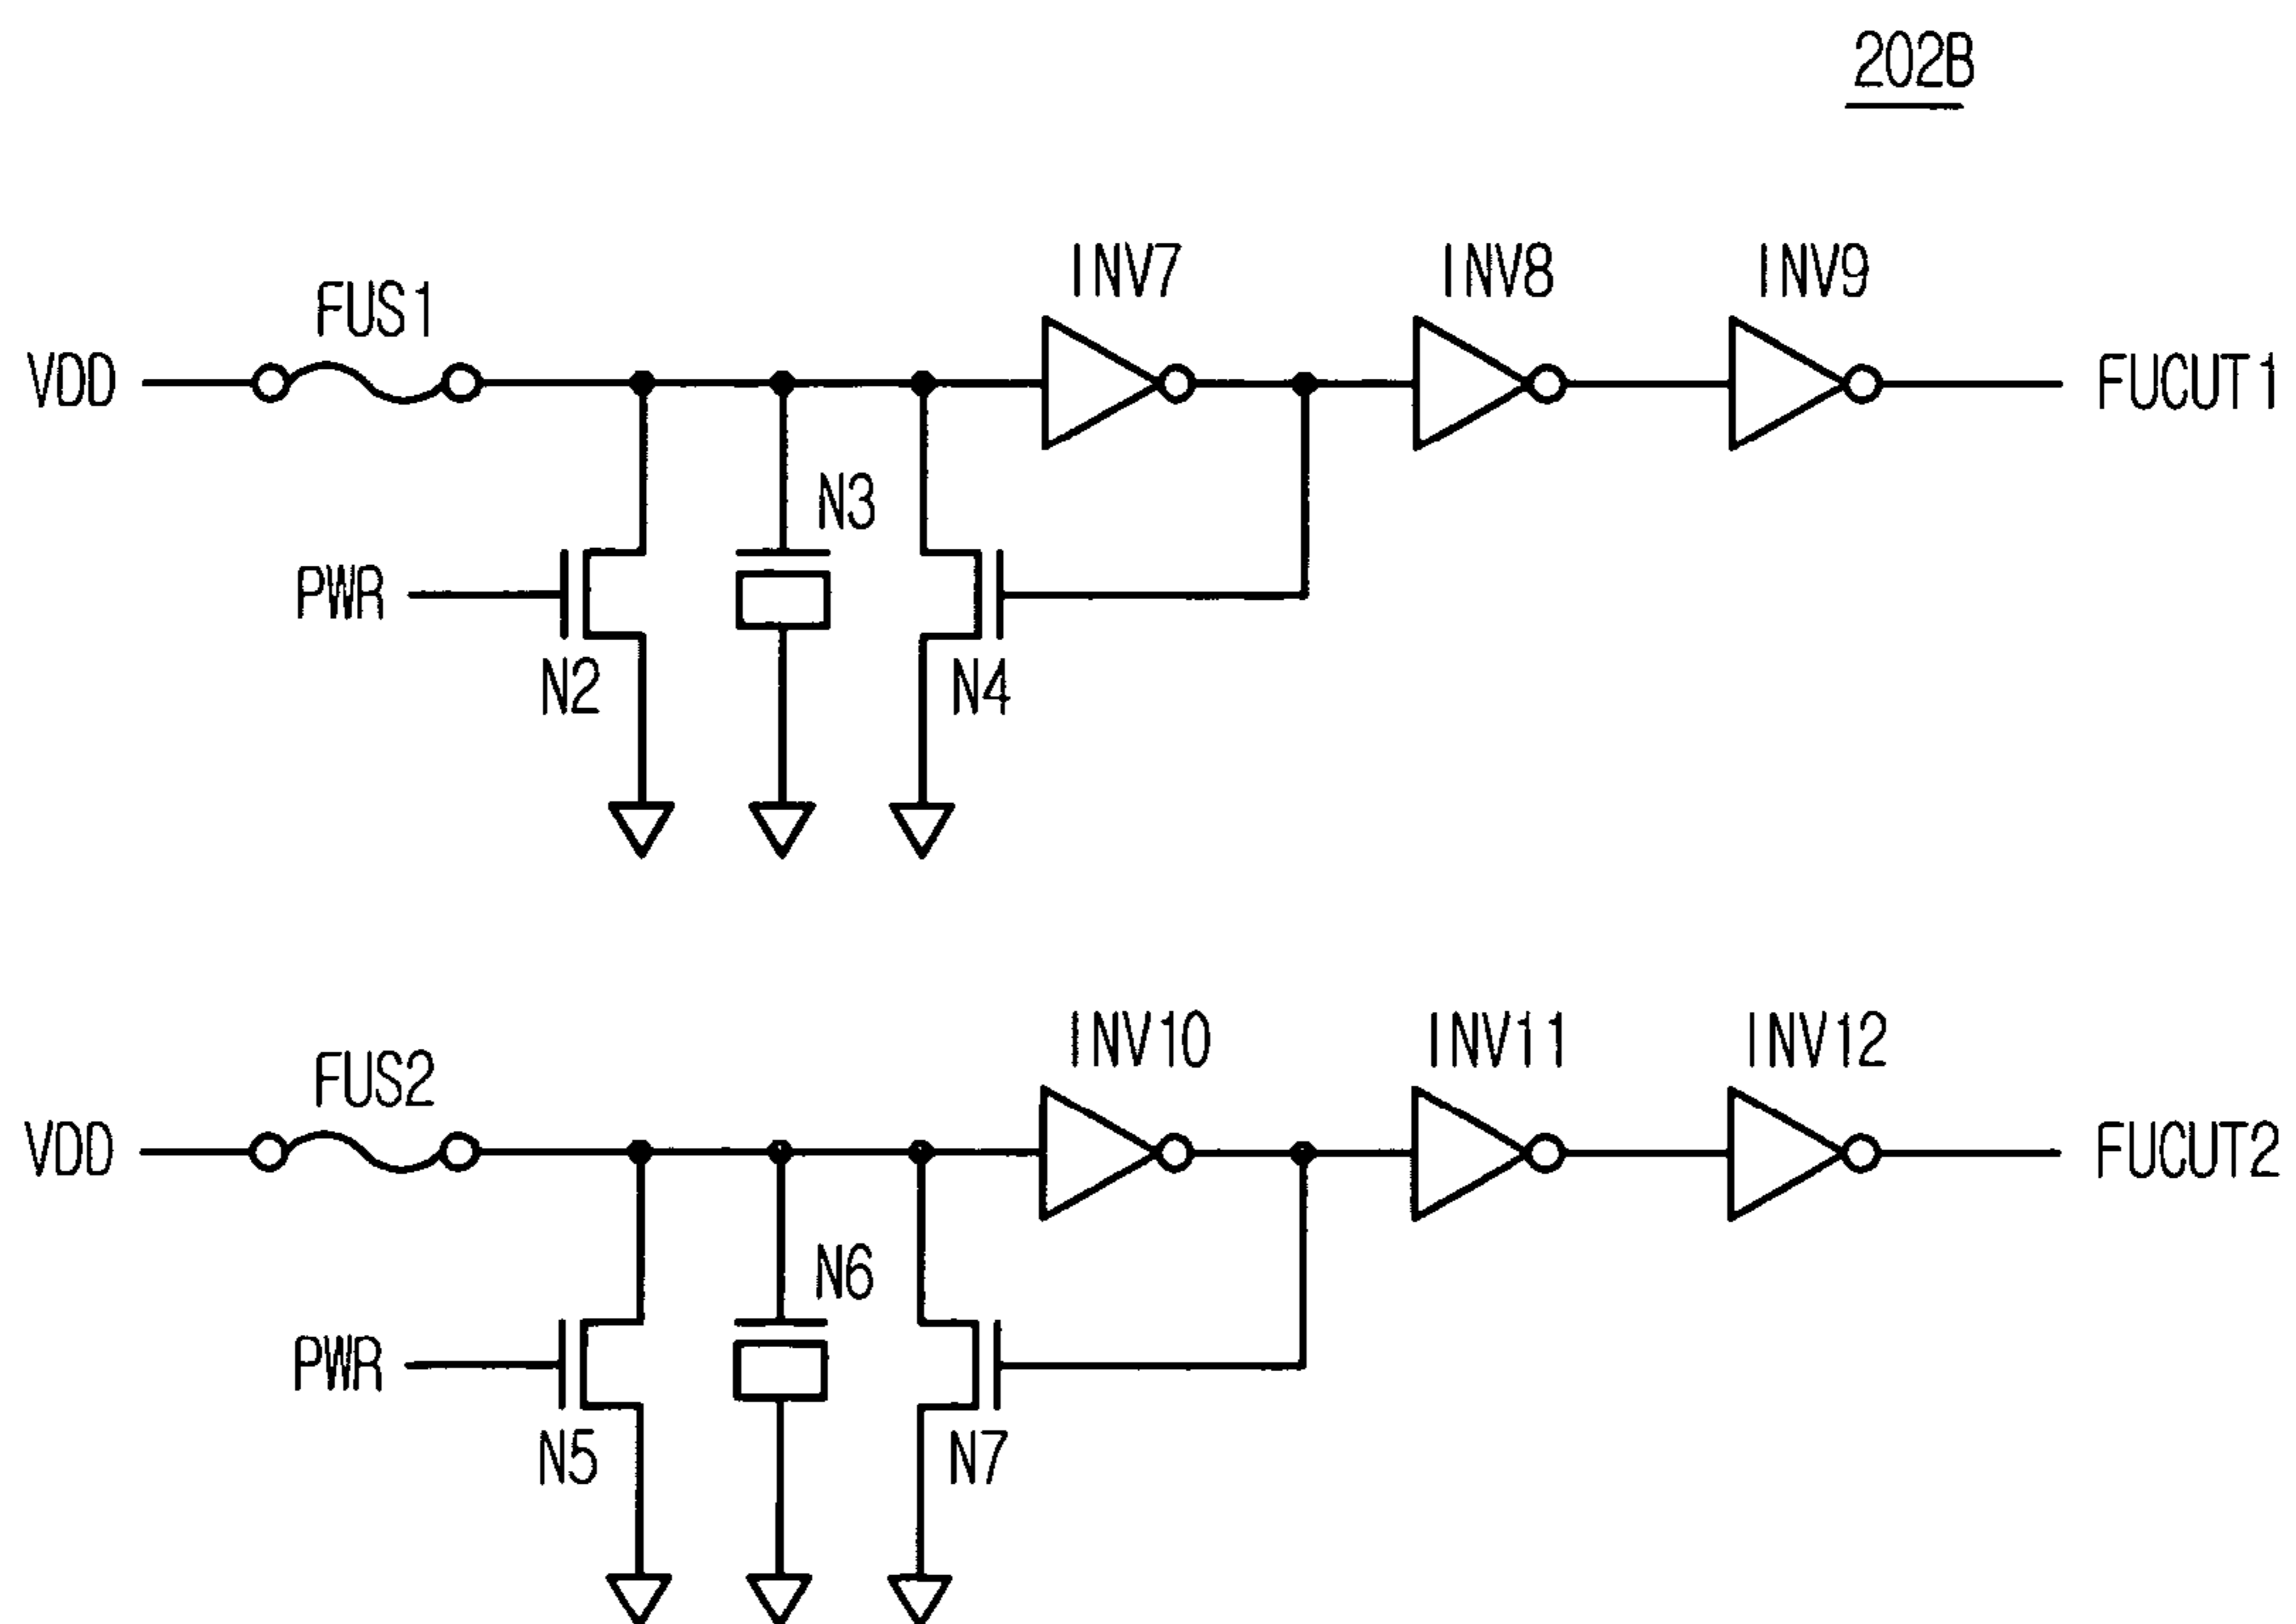 202B
INV7
INV8
INV9
FUS1
VDD
FUCUT1
N3
PWR
N2
N4
INV10
INV11
INV12
FUS2
VDD
FUCUT2
N6
PWR
N5
N7